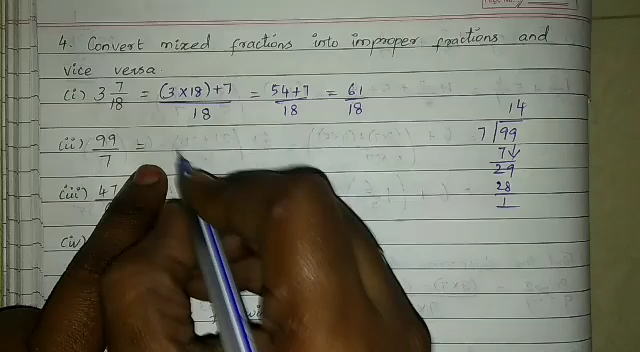 4. Convert mixed fractions into improper fractions and
vice versa.
(i) 3 7/18 = (3×18)+7/18 = 54+7/18 = 61/18
(ii) 99/7 =
14
7 99
7↓
29
28
1
(iii) 47
(iv)